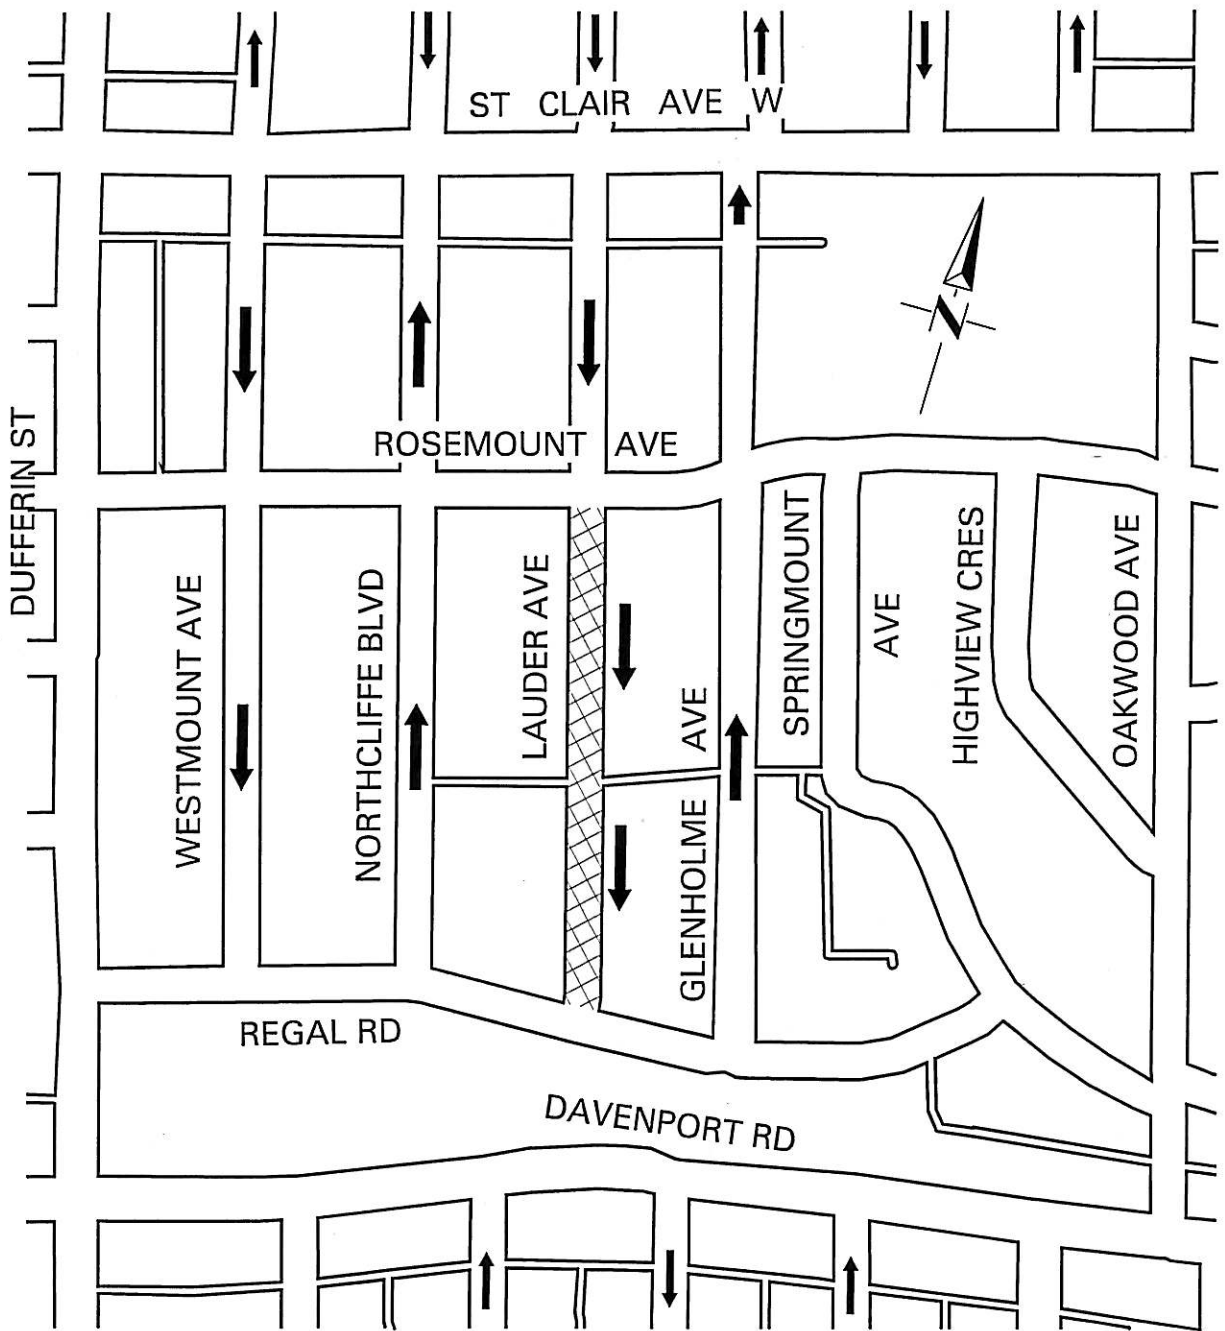 ST CLAIR AVE W
N
ROSEMOUNT AVE
DUFFERIN ST
WESTMOUNT AVE
NORTHCLIFFE BLVD
LAUDER AVE
GLENHOLME AVE
SPRINGMOUNT
AVE
HIGHVIEW CRES
OAKWOOD AVE
REGAL RD
DAVENPORT RD